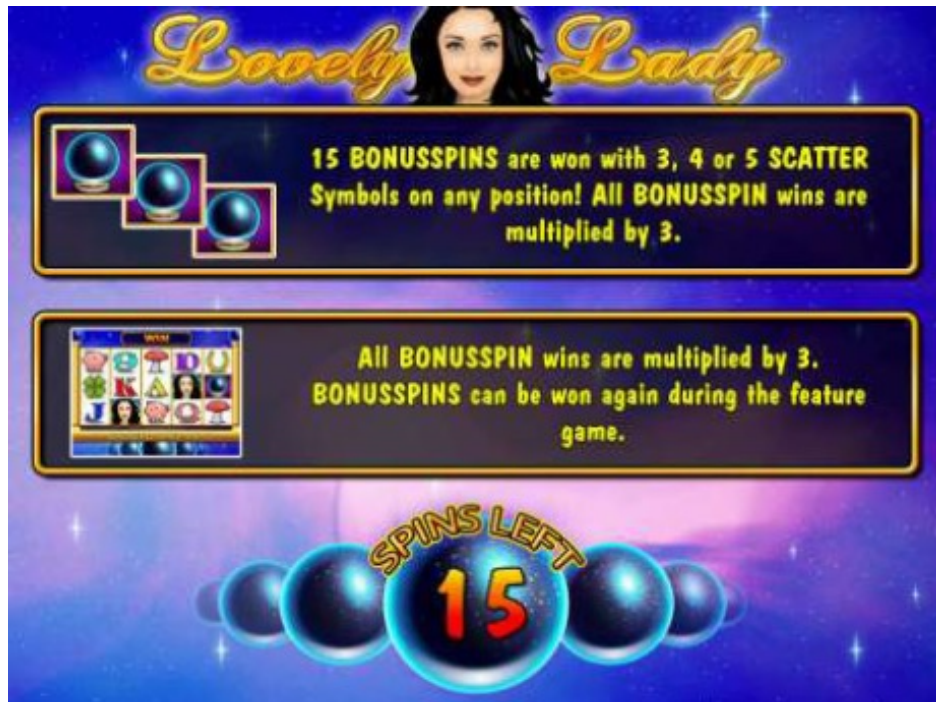 Lovely Lady
15 BONUSSPINS are won with 3, 4 or 5 SCATTER
Symbols on any position! All BONUSSPIN wins are
multiplied by 3.
WIN
D
K A
J Q
All BONUSSPIN wins are multiplied by 3.
BONUSSPINS can be won again during the feature
game.
SPINS LEFT
15